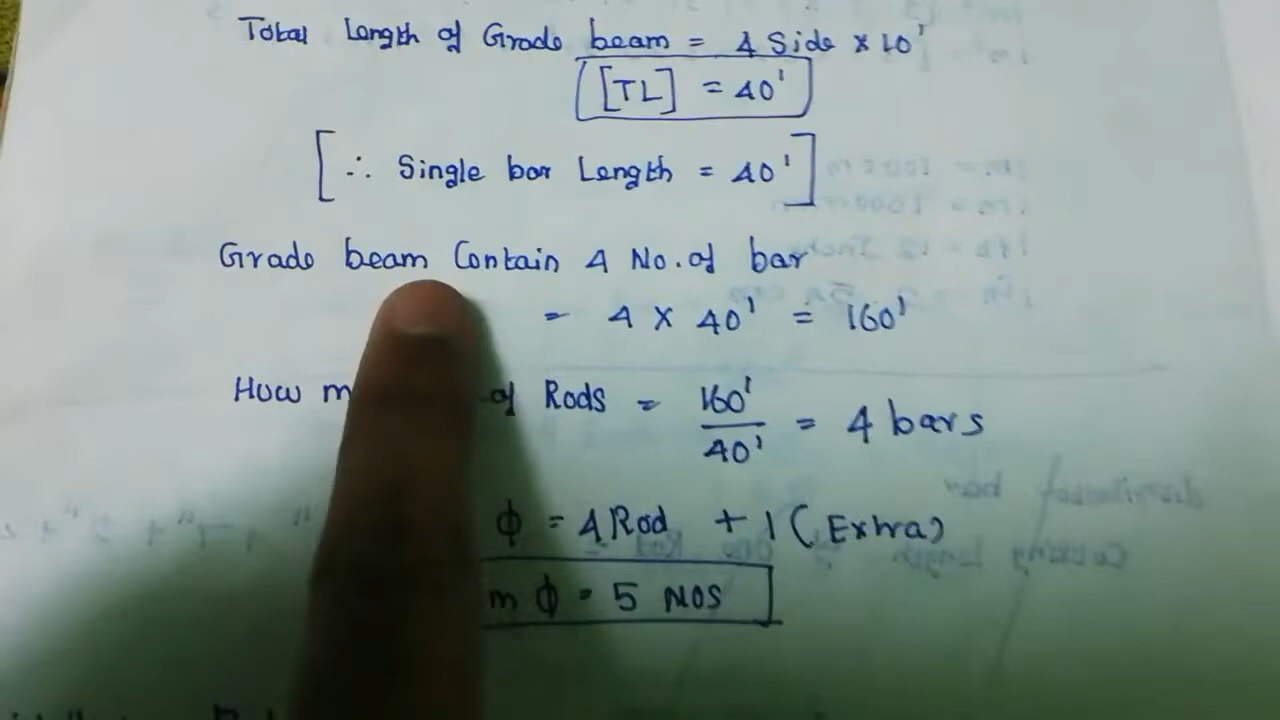 Total Length of Grade beam = 4 Side × 10'
[TL] = 40'
[∴ Single bar Length = 40']
Grade beam Contain 4 No. of bar
= 4 × 40' = 160'
How of Rods = 160'/40' = 4 bars
ϕ = 4 Rod + 1 (Extra)
m ϕ = 5 NOS